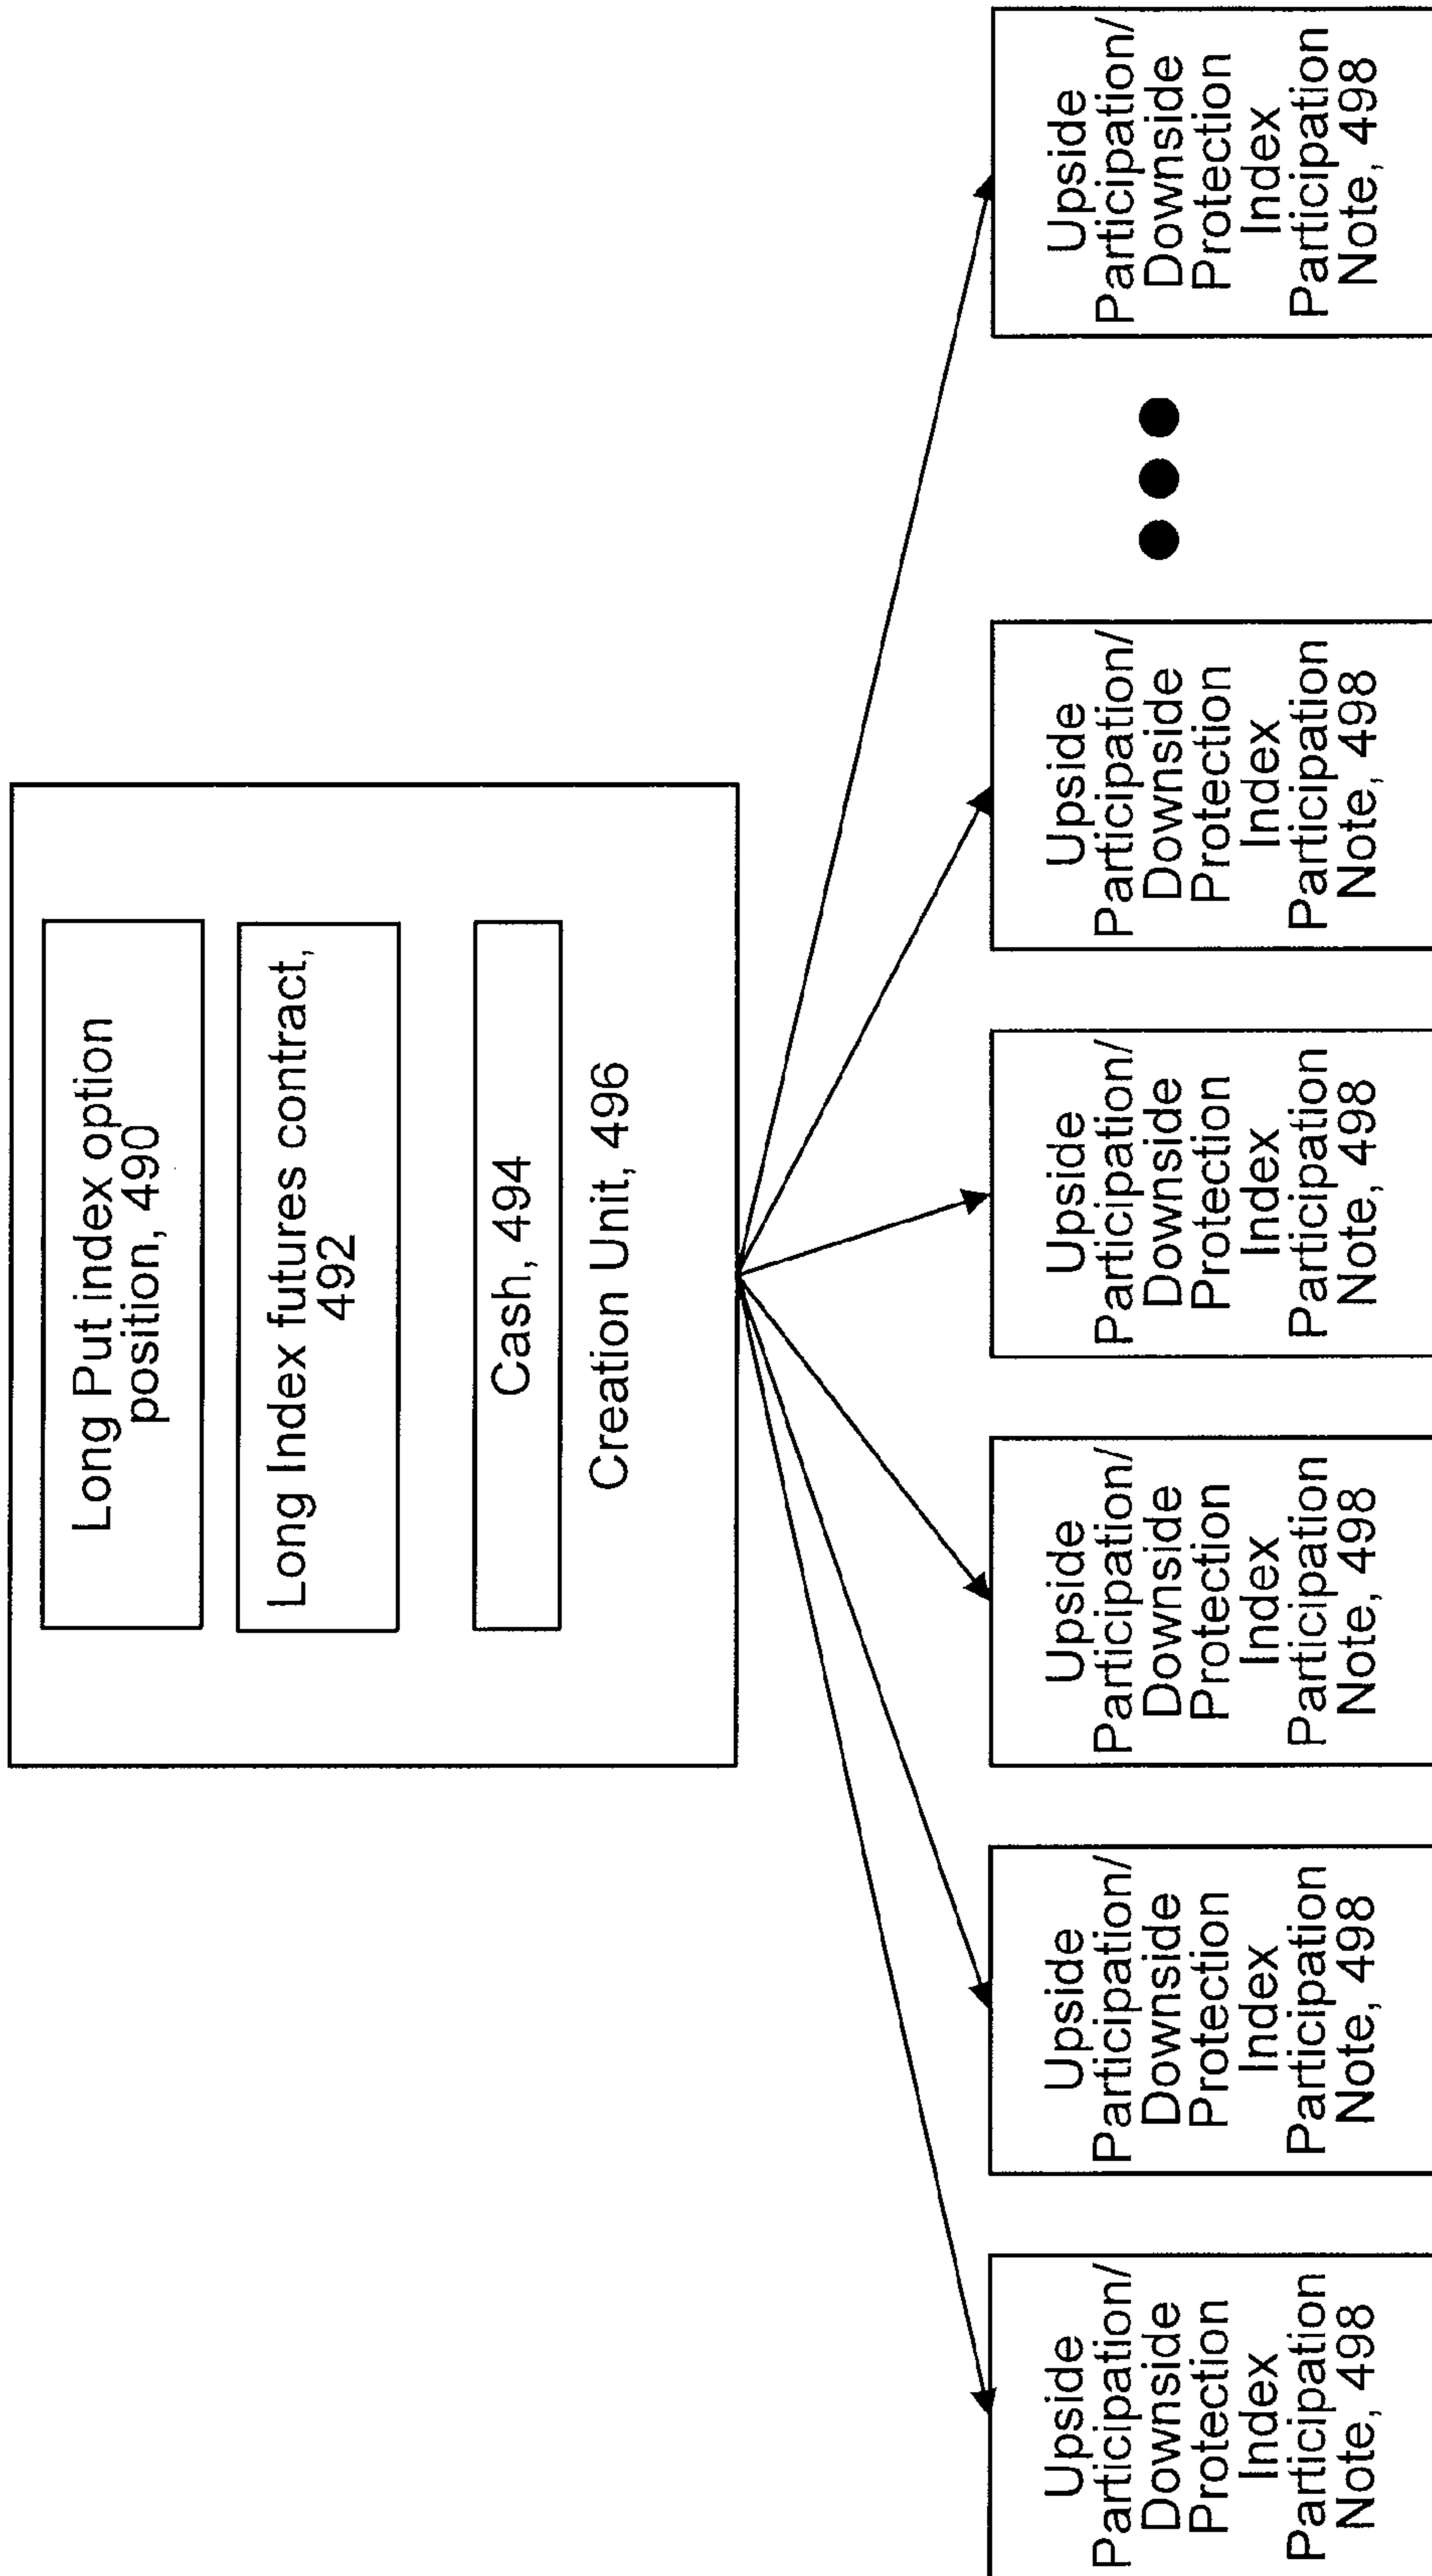 Long Put index option
position, 490
Long Index futures contract,
492
Cash, 494
Creation Unit, 496
Upside
Participation/
Downside
Protection
Index
Participation
Note, 498
Upside
Participation/
Downside
Protection
Index
Participation
Note, 498
Upside
Participation/
Downside
Protection
Index
Participation
Note, 498
Upside
Participation/
Downside
Protection
Index
Participation
Note, 498
Upside
Participation/
Downside
Protection
Index
Participation
Note, 498
Upside
Participation/
Downside
Protection
Index
Participation
Note, 498